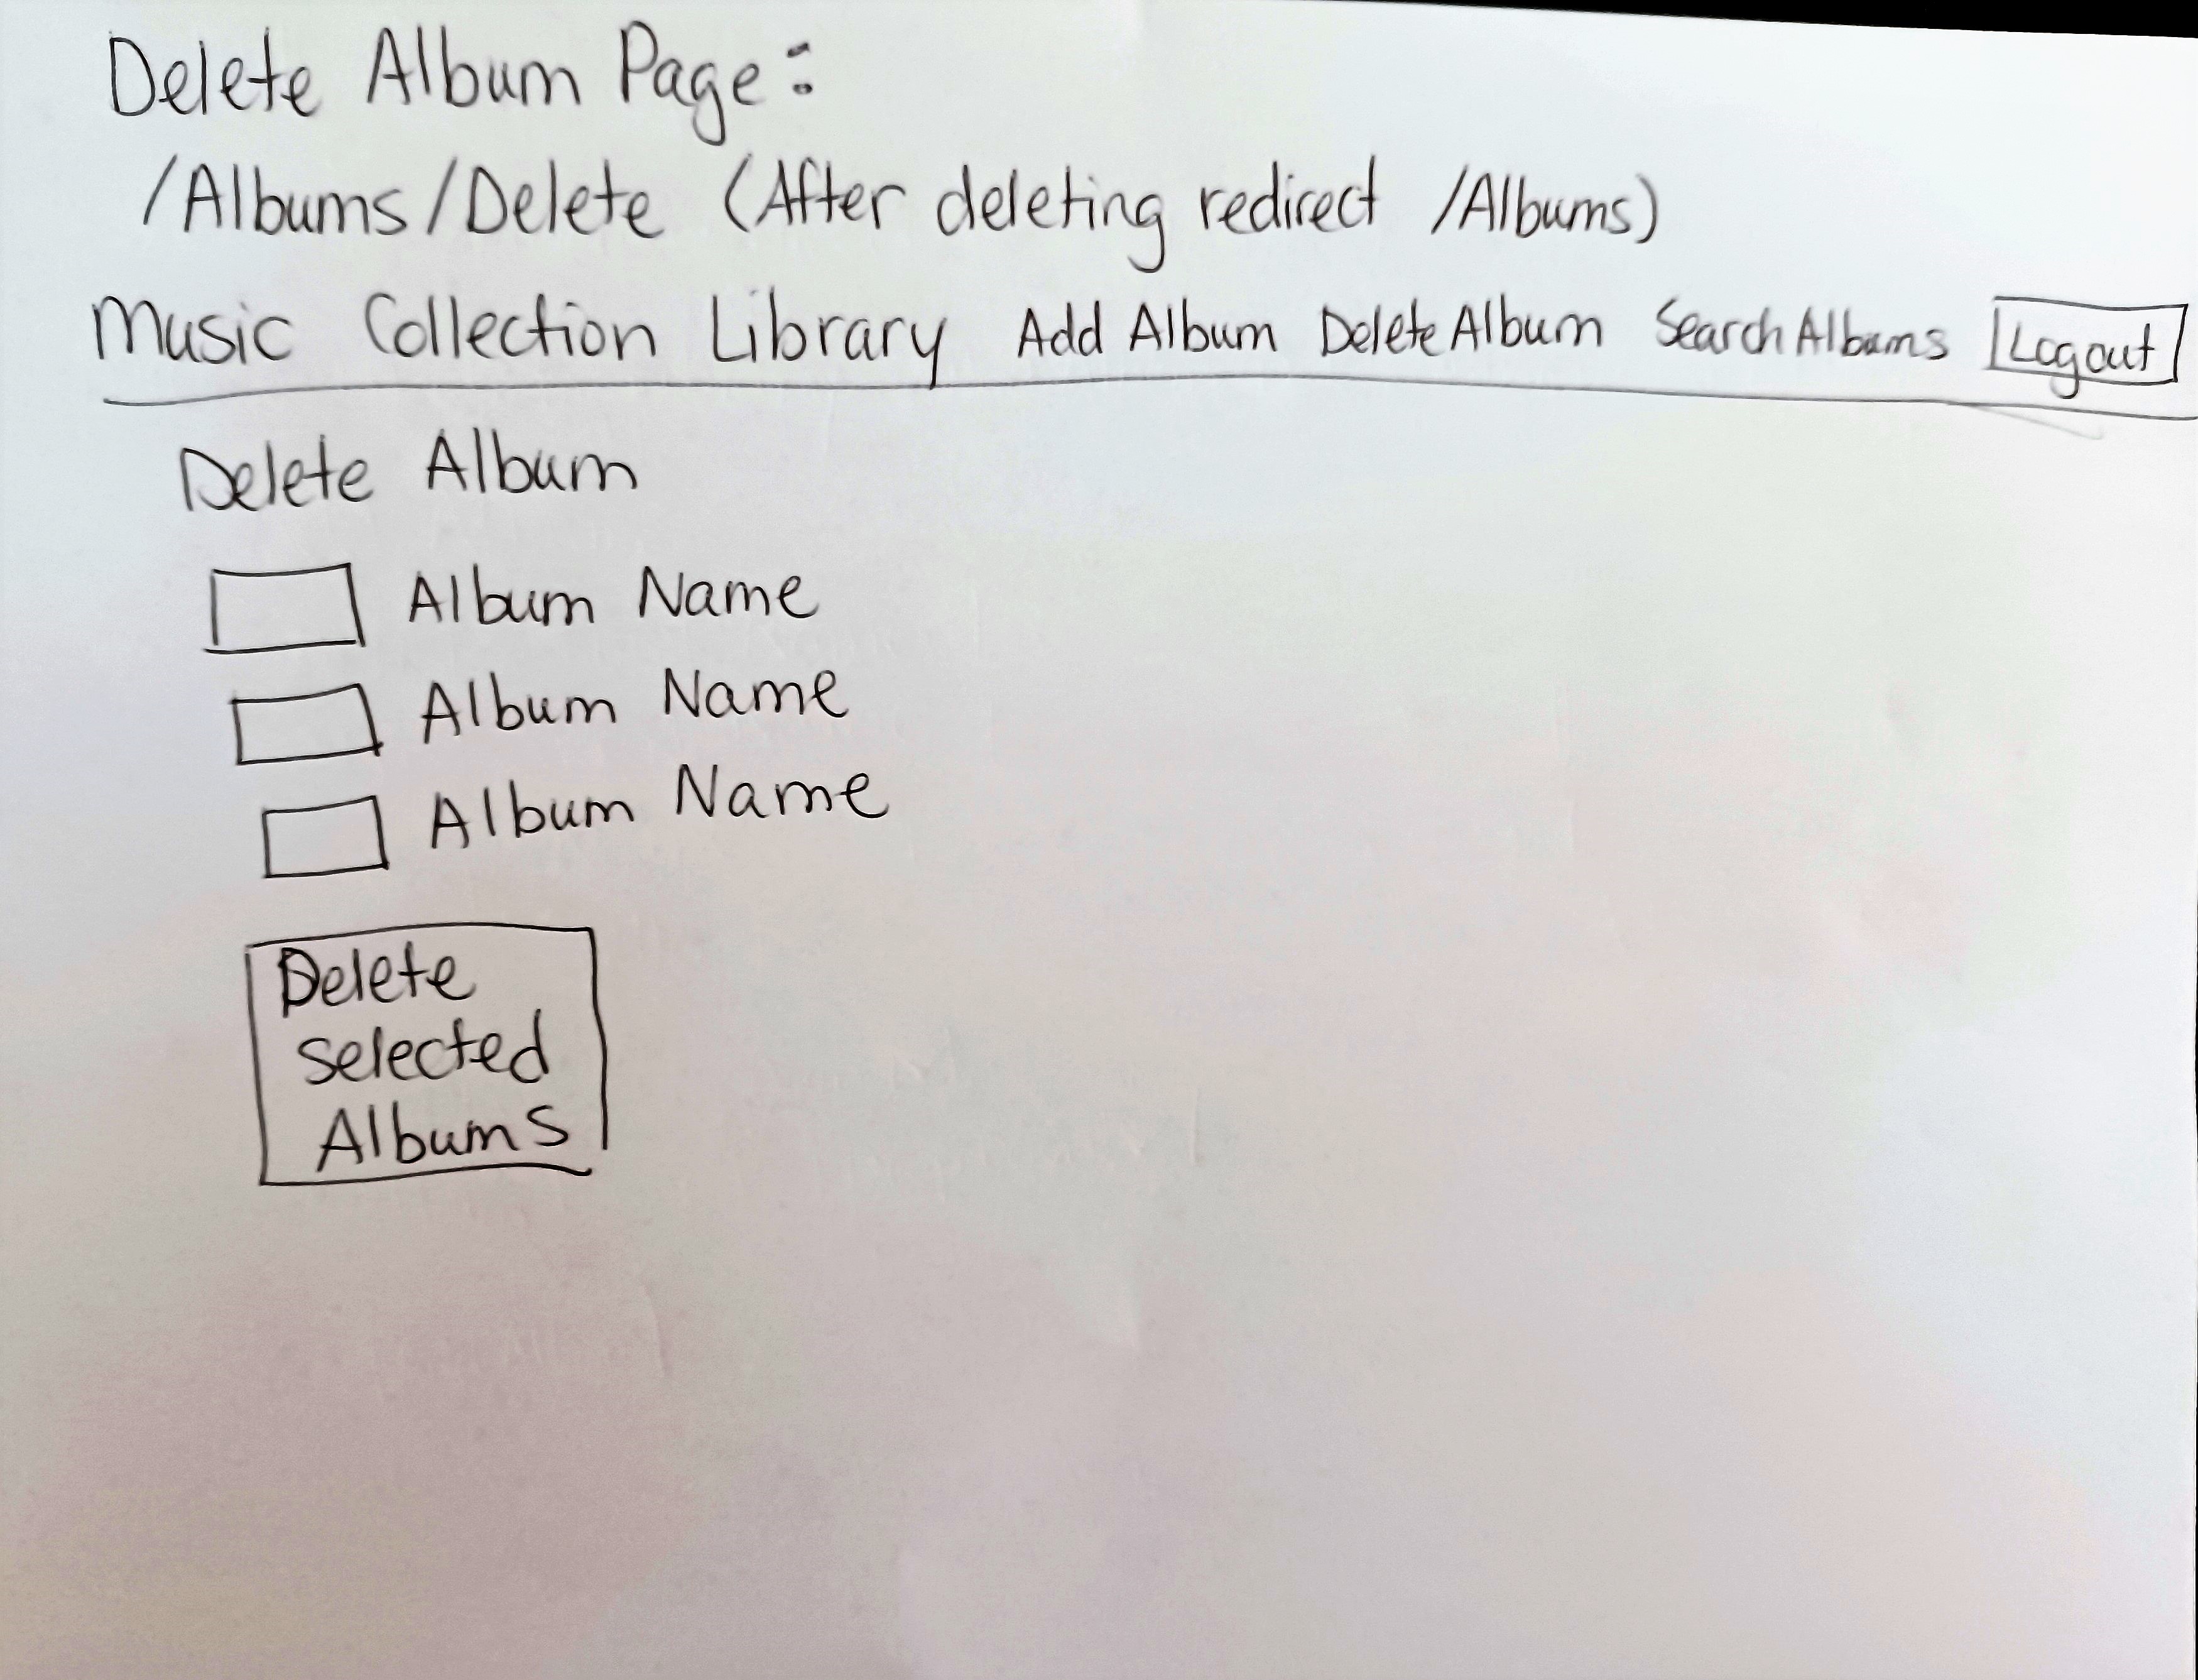 Delete Album Page:
/Albums/Delete (After deleting redirect /Albums)
Music Collection Library Add Album Delete Album Search Albums Logout
Delete Album
Album Name
Album Name
Album Name
Delete
selected
Albums